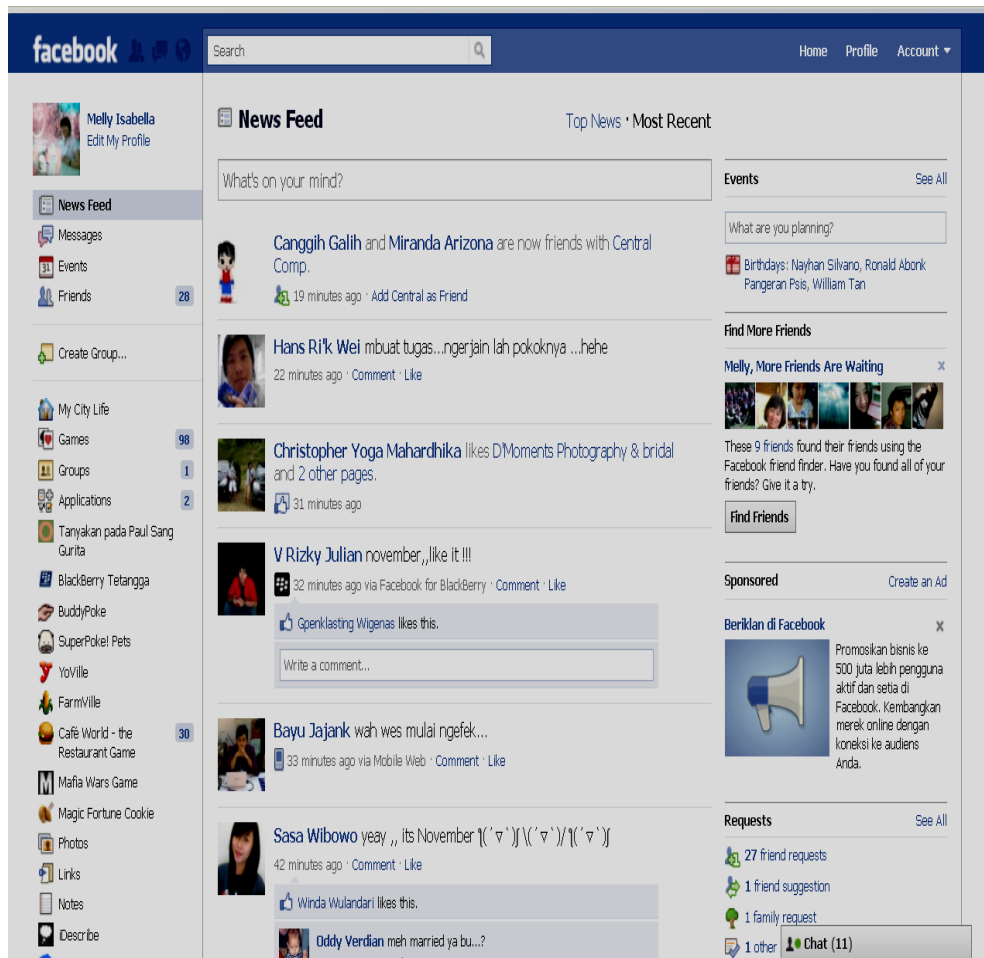 facebook
Search
Home Profile Account
Melly Isabella
Edit My Profile
News Feed
Messages
31 Events
Friends 28
Create Group...
My City Life
Games 98
Groups 1
Applications 2
Tanyakan pada Paul Sang
Gurita
BlackBerry Tetangga
BuddyPoke
SuperPoke! Pets
YoVille
FarmVille
Café World - the
Restaurant Game 30
Mafia Wars Game
Magic Fortune Cookie
Photos
Links
Notes
iDescribe
News Feed
Top News · Most Recent
What's on your mind?
Canggih Galih and Miranda Arizona are now friends with Central
Comp.
19 minutes ago · Add Central as Friend
Hans Ri'k Wei mbuat tugas...ngerjain lah pokoknya ...hehe
22 minutes ago · Comment · Like
Christopher Yoga Mahardhika likes D'Moments Photography & bridal
and 2 other pages.
31 minutes ago
V Rizky Julian november,,like it !!!
32 minutes ago via Facebook for BlackBerry · Comment · Like
Gpenklasting Wigenas likes this.
Write a comment...
Bayu Jajank wah wes mulai ngefek...
33 minutes ago via Mobile Web · Comment · Like
Sasa Wibowo yeay ,, its November ƪ(´▽`)ʃ \(´▽`)/ ƪ(´▽`)ʃ
42 minutes ago · Comment · Like
Winda Wulandari likes this.
Oddy Verdian meh married ya bu...?
Events See All
What are you planning?
Birthdays: Nayhan Silvano, Ronald Abonk
Pangeran Psis, William Tan
Find More Friends
Melly, More Friends Are Waiting x
These 9 friends found their friends using the
Facebook friend finder. Have you found all of your
friends? Give it a try.
Find Friends
Sponsored Create an Ad
Beriklan di Facebook x
Promosikan bisnis ke
500 juta lebih pengguna
aktif dan setia di
Facebook. Kembangkan
merek online dengan
koneksi ke audiens
Anda.
Requests See All
27 friend requests
1 friend suggestion
1 family request
1 other
Chat (11)